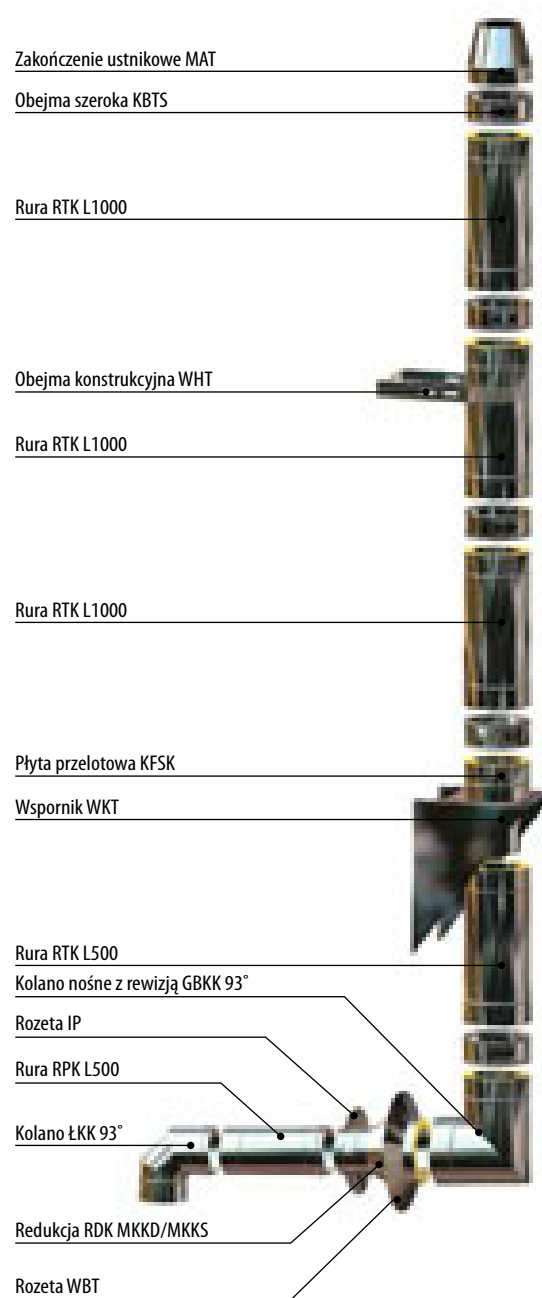 Zakończenie ustnikowe MAT
Obejma szeroka KBTS
Rura RTK L1000
Obejma konstrukcyjna WHT
Rura RTK L1000
Rura RTK L1000
Płyta przelotowa KFSK
Wspornik WKT
Rura RTK L500
Kolano nośne z rewizją GBKK 93˚
Rozeta IP
Rura RPK L500
Kolano ŁKK 93˚
Redukcja RDK MKKD/MKKS
Rozeta WBT